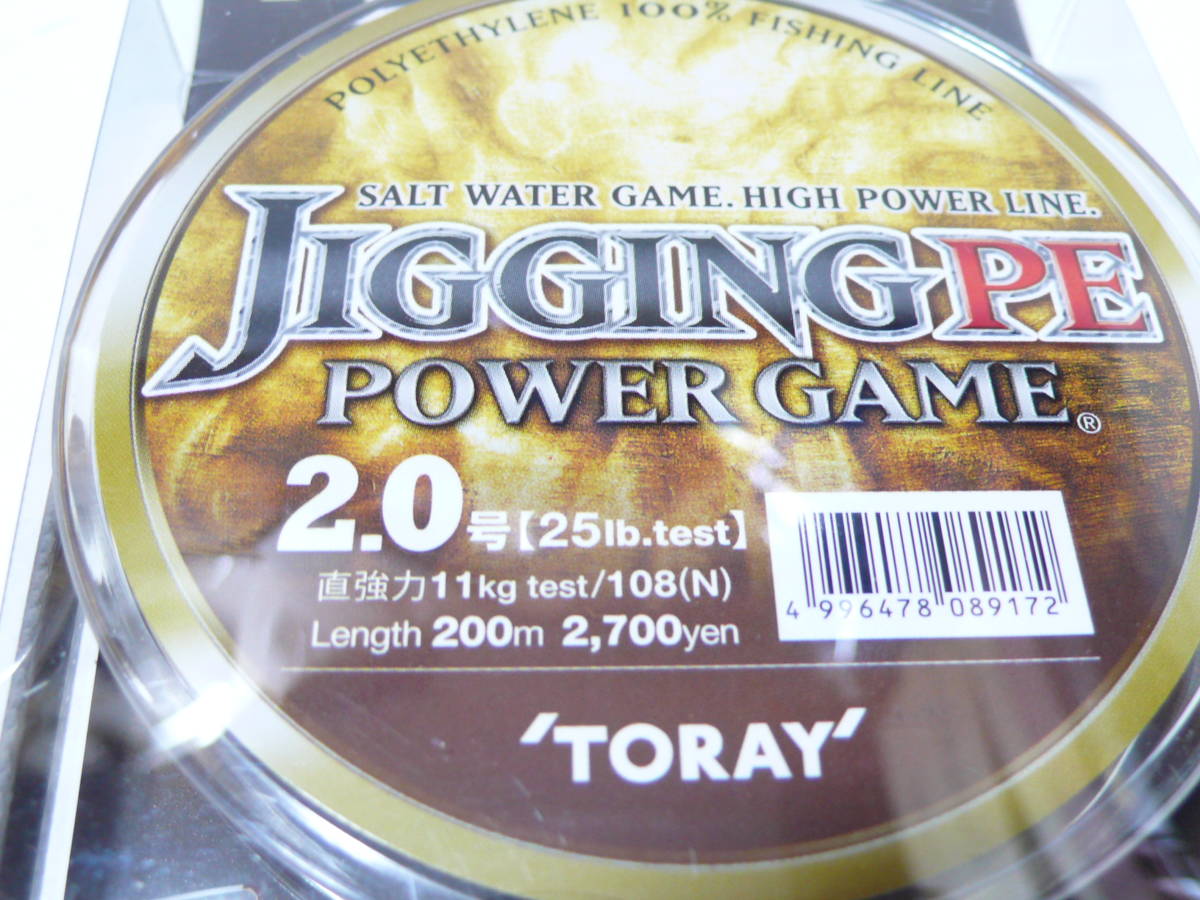 POLYETHYLENE 100% FISHING LINE
SALT WATER GAME. HIGH POWER LINE.
JIGGING PE
POWER GAME®
2.0号【25lb.test】
直強力11kg test/108(N)
Length 200m 2,700yen
4 996478 089172
'TORAY'